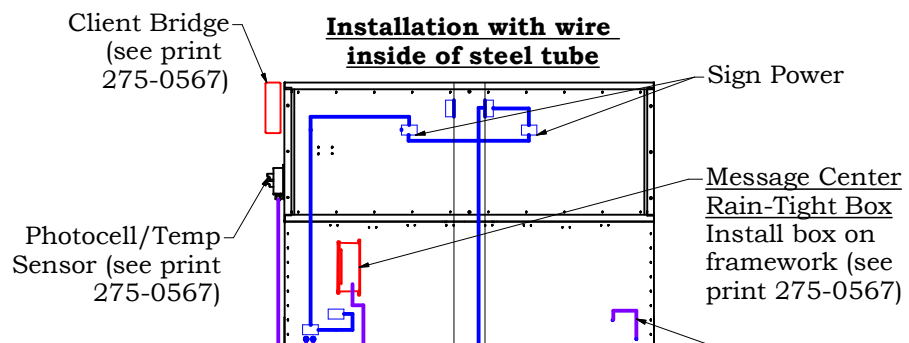 Client Bridge
(see print
275-0567)
Installation with wire
inside of steel tube
Sign Power
Message Center
Rain-Tight Box
Install box on
framework (see
print 275-0567)
Photocell/Temp
Sensor (see print
275-0567)